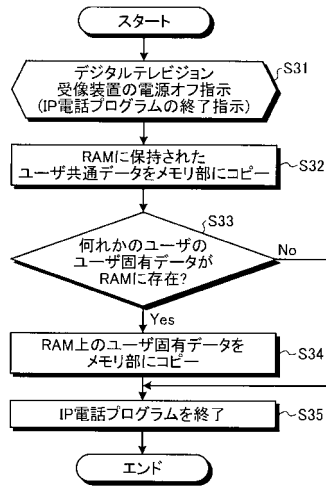 スタート
デジタルテレビジョン
受像装置の電源オフ指示
(IP電話プログラムの終了指示)
S31
RAMに保持された
ユーザ共通データをメモリ部にコピー
S32
S33
何れかのユーザの
ユーザ固有データが
RAMに存在?
No
Yes
RAM上のユーザ固有データを
メモリ部にコピー
S34
IP電話プログラムを終了
S35
エンド